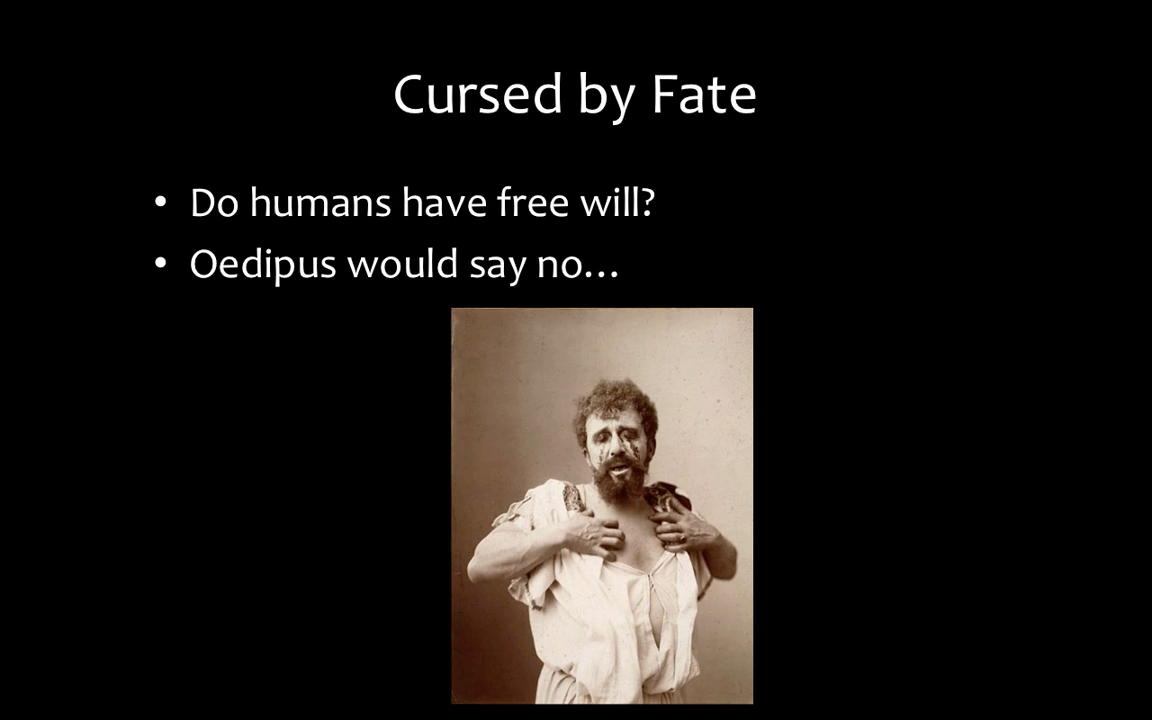 Cursed by Fate
• Do humans have free will?
• Oedipus would say no…